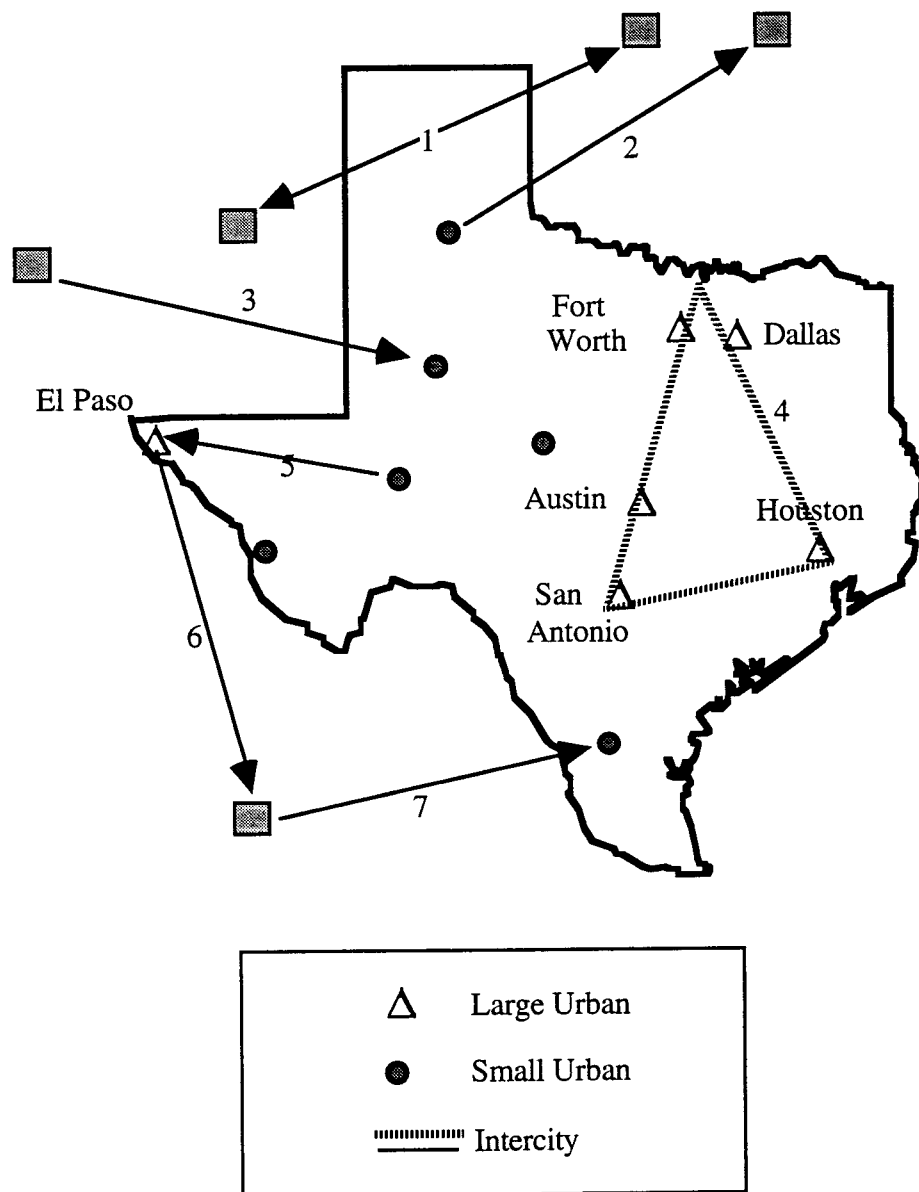 1
2
3
Fort
Worth
Dallas
El Paso
4
5
Austin
Houston
San
Antonio
6
7
Large Urban
Small Urban
Intercity